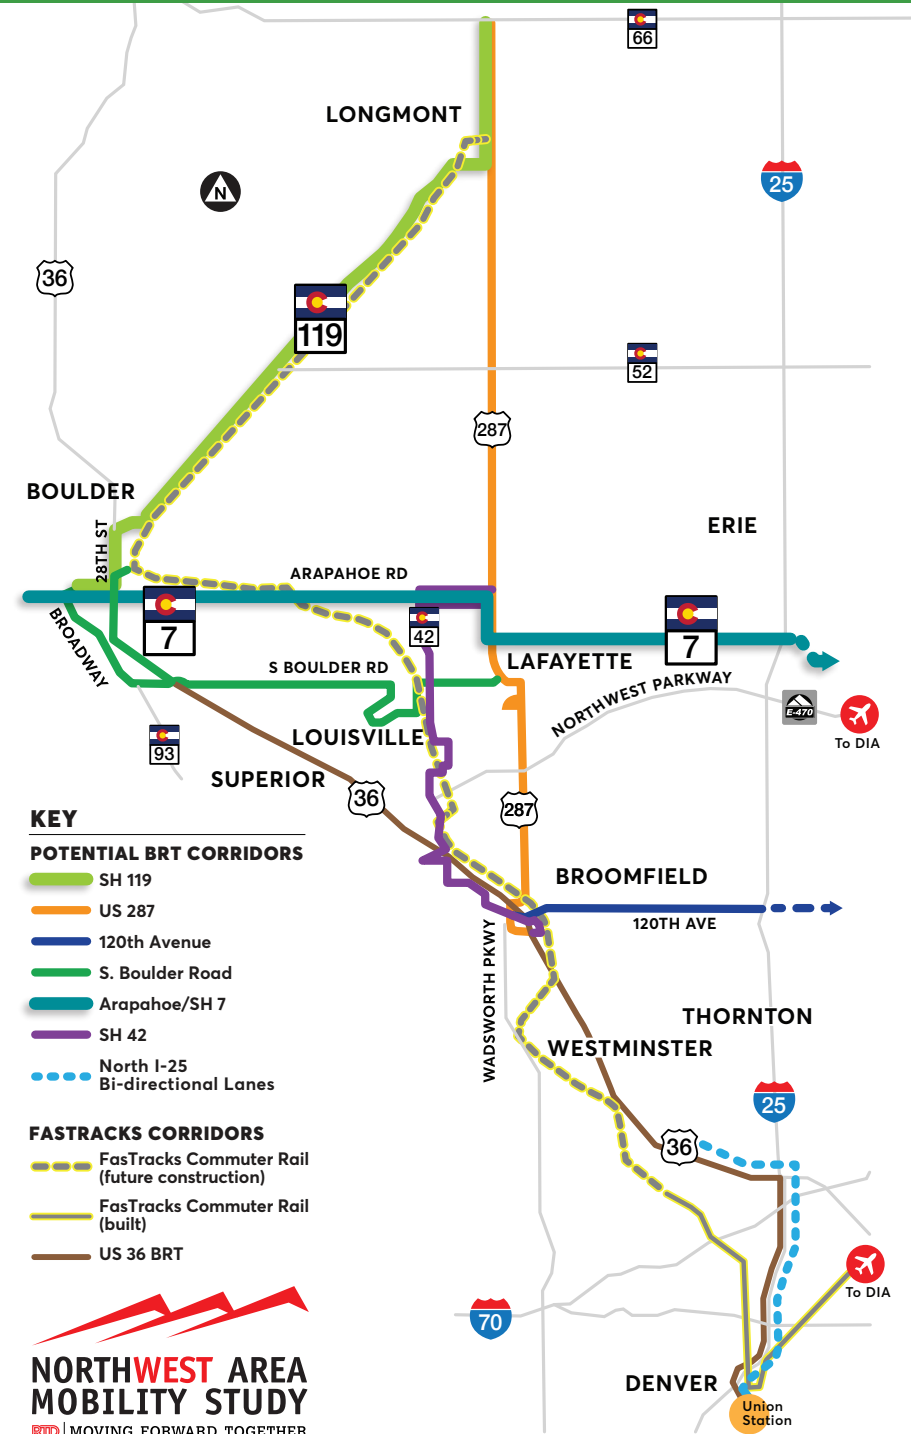 66
LONGMONT
25
N
36
119
52
287
BOULDER
ERIE
28TH ST
ARAPAHOE RD
7
42
7
BROADWAY
S BOULDER RD
LAFAYETTE
NORTHWEST PARKWAY
E-470
To DIA
93
LOUISVILLE
SUPERIOR
36
287
KEY
POTENTIAL BRT CORRIDORS
SH 119
US 287
120th Avenue
S. Boulder Road
Arapahoe/SH 7
SH 42
North I-25
Bi-directional Lanes
FASTRACKS CORRIDORS
FasTracks Commuter Rail
(future construction)
FasTracks Commuter Rail
(built)
US 36 BRT
BROOMFIELD
120TH AVE
WADSWORTH PKWY
THORNTON
WESTMINSTER
25
36
To DIA
70
DENVER
Union
Station
NORTHWEST AREA
MOBILITY STUDY
RTD | MOVING FORWARD TOGETHER